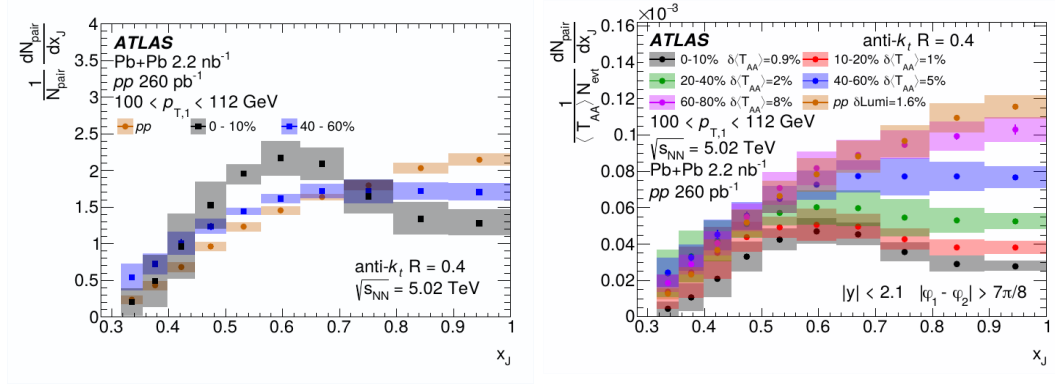 1/N_pair dN_pair/dx_J
ATLAS
Pb+Pb 2.2 nb⁻¹
pp 260 pb⁻¹
100 < p_T,1 < 112 GeV
pp 0 - 10% 40 - 60%
anti-k_t R = 0.4
√s_NN = 5.02 TeV
4
3.5
3
2.5
2
1.5
1
0.5
0
0.3 0.4 0.5 0.6 0.7 0.8 0.9 1
x_J
×10⁻³
1/⟨T_AA⟩ N_evt dN_pair/dx_J
ATLAS anti-k_t R = 0.4
0-10% δ⟨T_AA⟩=0.9% 10-20% δ⟨T_AA⟩=1%
20-40% δ⟨T_AA⟩=2% 40-60% δ⟨T_AA⟩=5%
60-80% δ⟨T_AA⟩=8% pp δLumi=1.6%
100 < p_T,1 < 112 GeV
√s_NN = 5.02 TeV
Pb+Pb 2.2 nb⁻¹
pp 260 pb⁻¹
|y| < 2.1 |φ₁ - φ₂| > 7π/8
0.16
0.14
0.12
0.1
0.08
0.06
0.04
0.02
0
0.3 0.4 0.5 0.6 0.7 0.8 0.9 1
x_J